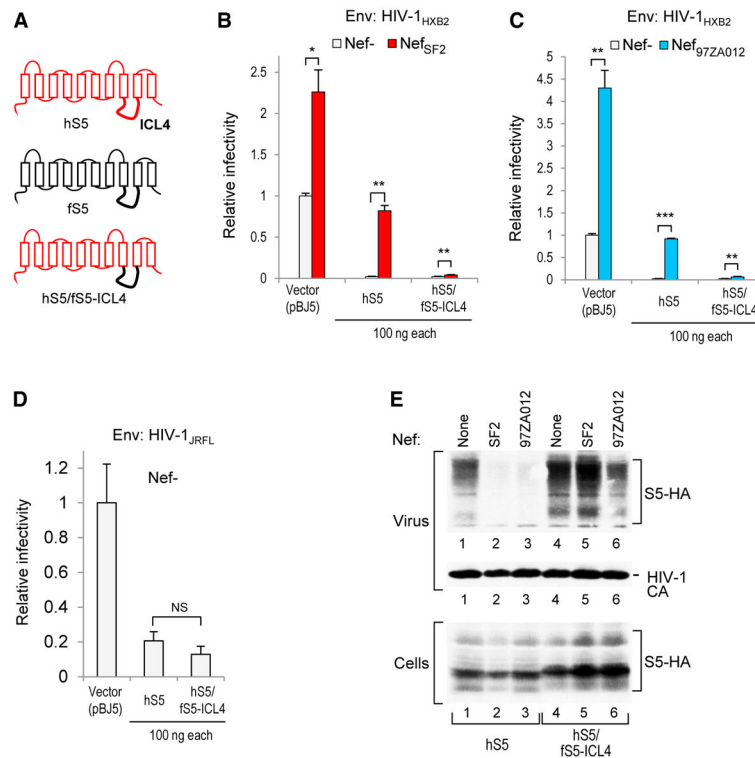 A
hS5
ICL4
fS5
hS5/fS5-ICL4
B
Env: HIV-1HXB2
Nef- NefSF2
Relative infectivity
2.5
2
1.5
1
0.5
0
*
**
**
Vector
(pBJ5)
hS5
hS5/
fS5-ICL4
100 ng each
C
Env: HIV-1HXB2
Nef- Nef97ZA012
Relative infectivity
5
4.5
4
3.5
3
2.5
2
1.5
1
0.5
0
**
***
**
Vector
(pBJ5)
hS5
hS5/
fS5-ICL4
100 ng each
D
Env: HIV-1JRFL
Nef-
Relative infectivity
1.2
1
0.8
0.6
0.4
0.2
0
NS
Vector
(pBJ5)
hS5
hS5/
fS5-ICL4
100 ng each
E
Nef: None SF2 97ZA012 None SF2 97ZA012
Virus
S5-HA
1 2 3 4 5 6
HIV-1
CA
1 2 3 4 5 6
Cells
S5-HA
1 2 3 4 5 6
hS5
hS5/
fS5-ICL4